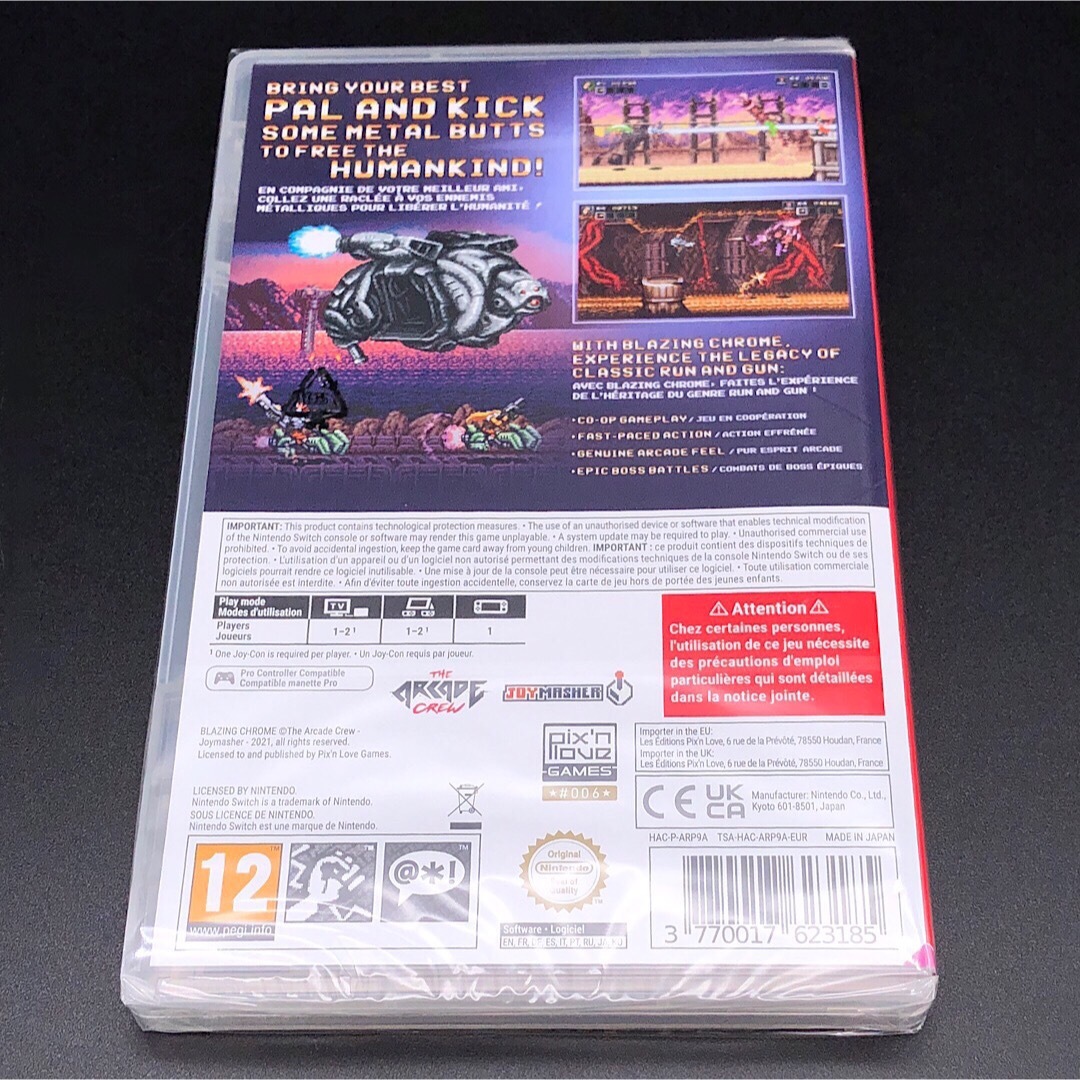 BRING YOUR BEST
PAL AND KICK
SOME METAL BUTTS
TO FREE THE
HUMANKIND!
EN COMPAGNIE DE VOTRE MEILLEUR AMI,
COLLEZ UNE RACLÉE À VOS ENNEMIS
MÉTALLIQUES POUR LIBÉRER L'HUMANITÉ !
WITH BLAZING CHROME,
EXPERIENCE THE LEGACY OF
CLASSIC RUN AND GUN:
AVEC BLAZING CHROME, FAITES L'EXPÉRIENCE
DE L'HÉRITAGE DU GENRE RUN AND GUN !
·CO-OP GAMEPLAY / JEU EN COOPÉRATION
·FAST-PACED ACTION / ACTION EFFRÉNÉE
·GENUINE ARCADE FEEL / PUR ESPRIT ARCADE
·EPIC BOSS BATTLES / COMBATS DE BOSS ÉPIQUES
IMPORTANT: This product contains technological protection measures. • The use of an unauthorised device or software that enables technical modification
of the Nintendo Switch console or software may render this game unplayable. • A system update may be required to play. • Unauthorised commercial use
prohibited. • To avoid accidental ingestion, keep the game card away from young children. IMPORTANT : ce produit contient des dispositifs techniques de
protection. • L'utilisation d'un appareil ou d'un logiciel non autorisé permettant des modifications techniques de la console Nintendo Switch ou de ses
logiciels pourrait rendre ce logiciel inutilisable. • Une mise à jour de la console peut être nécessaire pour utiliser ce logiciel. • Toute utilisation commerciale
non autorisée est interdite. • Afin d'éviter toute ingestion accidentelle, conservez la carte de jeu hors de portée des jeunes enfants.
Play mode
Modes d'utilisation
TV
Players
Joueurs
1-2¹
1-2¹
1
¹ One Joy-Con is required per player. • Un Joy-Con requis par joueur.
Pro Controller Compatible
Compatible manette Pro
THE
ARCADE
CREW
JOYMASHER
⚠ Attention ⚠
Chez certaines personnes,
l'utilisation de ce jeu nécessite
des précautions d'emploi
particulières qui sont détaillées
dans la notice jointe.
BLAZING CHROME ©The Arcade Crew -
Joymasher - 2021, all rights reserved.
Licensed to and published by Pix'n Love Games.
pix'n
love
GAMES
★#006★
Importer in the EU:
Les Éditions Pix'n Love, 6 rue de la Prévôté, 78550 Houdan, France
Importer in the UK:
Les Éditions Pix'n Love, 6 rue de la Prévôté, 78550 Houdan, France
LICENSED BY NINTENDO.
Nintendo Switch is a trademark of Nintendo.
SOUS LICENCE DE NINTENDO.
Nintendo Switch est une marque de Nintendo.
CE UK
CA
Manufacturer: Nintendo Co., Ltd.,
Kyoto 601-8501, Japan
HAC-P-ARP9A TSA-HAC-ARP9A-EUR MADE IN JAPAN
12
TM
www.pegi.info
@*!
TM
Original
Nintendo
Seal of
Quality
TM
Software • Logiciel
EN, FR, DE, ES, IT, PT, RU, JA, KO
3 770017 623185